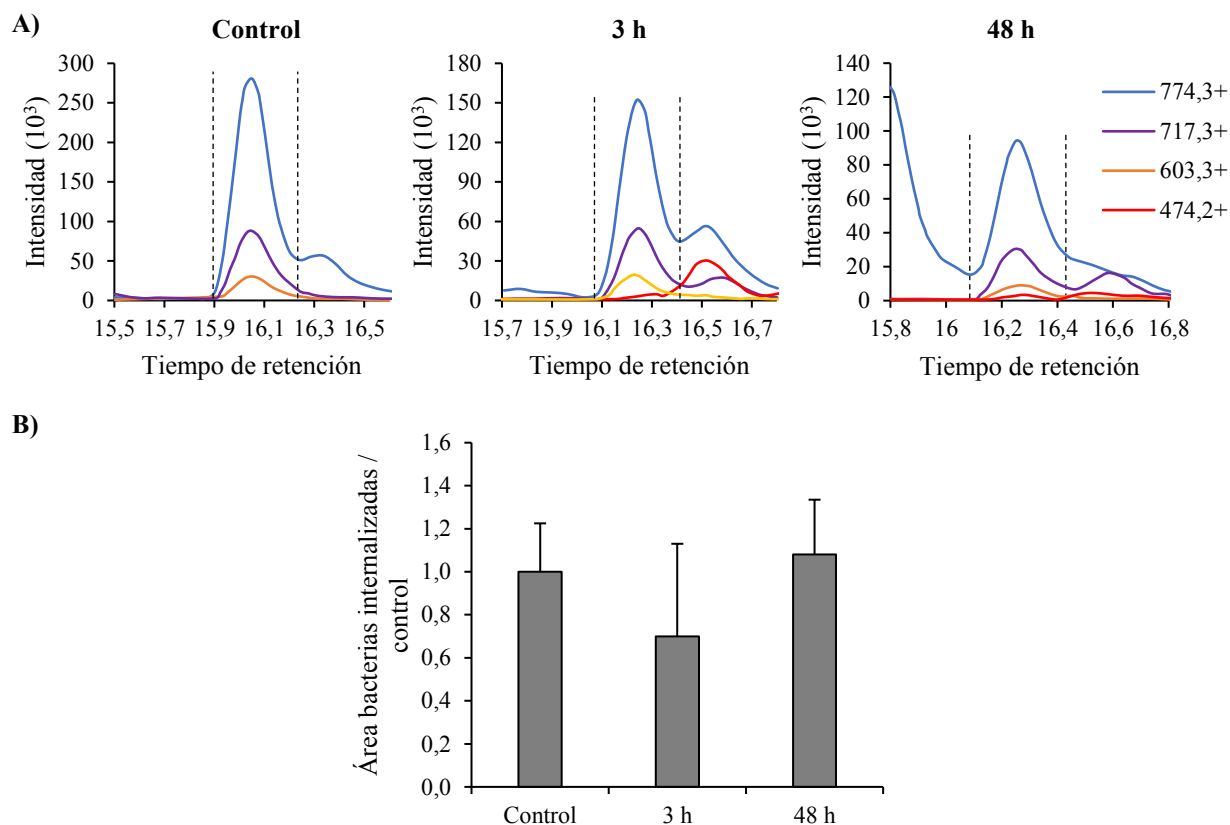 A)
Control
3 h
48 h
Intensidad (10³)
300
250
200
150
100
50
0
15,5 15,7 15,9 16,1 16,3 16,5
Tiempo de retención
Intensidad (10³)
180
150
120
90
60
30
0
15,7 15,9 16,1 16,3 16,5 16,7
Tiempo de retención
Intensidad (10³)
140
120
100
80
60
40
20
0
15,8 16 16,2 16,4 16,6 16,8
Tiempo de retención
774,3+
717,3+
603,3+
474,2+
B)
Área bacterias internalizadas /
control
1,6
1,4
1,2
1,0
0,8
0,6
0,4
0,2
0,0
Control 3 h 48 h